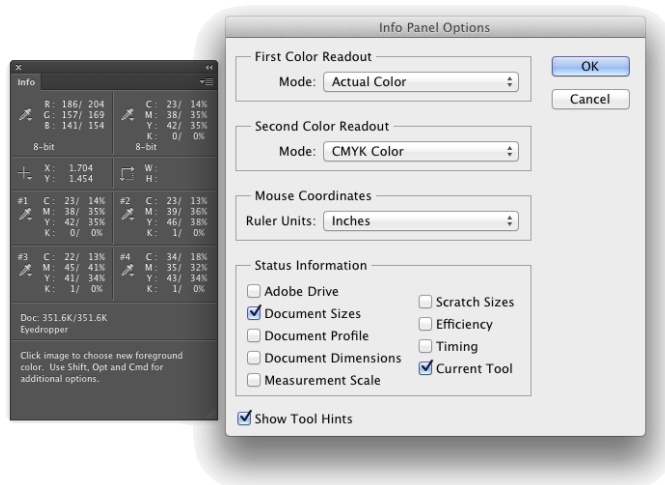 Info
R: 186/ 204
G: 157/ 169
B: 141/ 154
8-bit
C: 23/ 14%
M: 38/ 35%
Y: 42/ 35%
K: 0/ 0%
8-bit
X: 1.704
Y: 1.454
W:
H:
#1 C: 23/ 14%
M: 38/ 35%
Y: 42/ 35%
K: 0/ 0%
#2 C: 23/ 13%
M: 39/ 36%
Y: 46/ 38%
K: 1/ 0%
#3 C: 22/ 13%
M: 45/ 41%
Y: 41/ 34%
K: 1/ 0%
#4 C: 34/ 18%
M: 35/ 32%
Y: 43/ 34%
K: 1/ 0%
Doc: 351.6K/351.6K
Eyedropper
Click image to choose new foreground
color. Use Shift, Opt and Cmd for
additional options.
Info Panel Options
First Color Readout
Mode: Actual Color
Second Color Readout
Mode: CMYK Color
Mouse Coordinates
Ruler Units: Inches
Status Information
Adobe Drive
Document Sizes
Document Profile
Document Dimensions
Measurement Scale
Scratch Sizes
Efficiency
Timing
Current Tool
Show Tool Hints
OK
Cancel